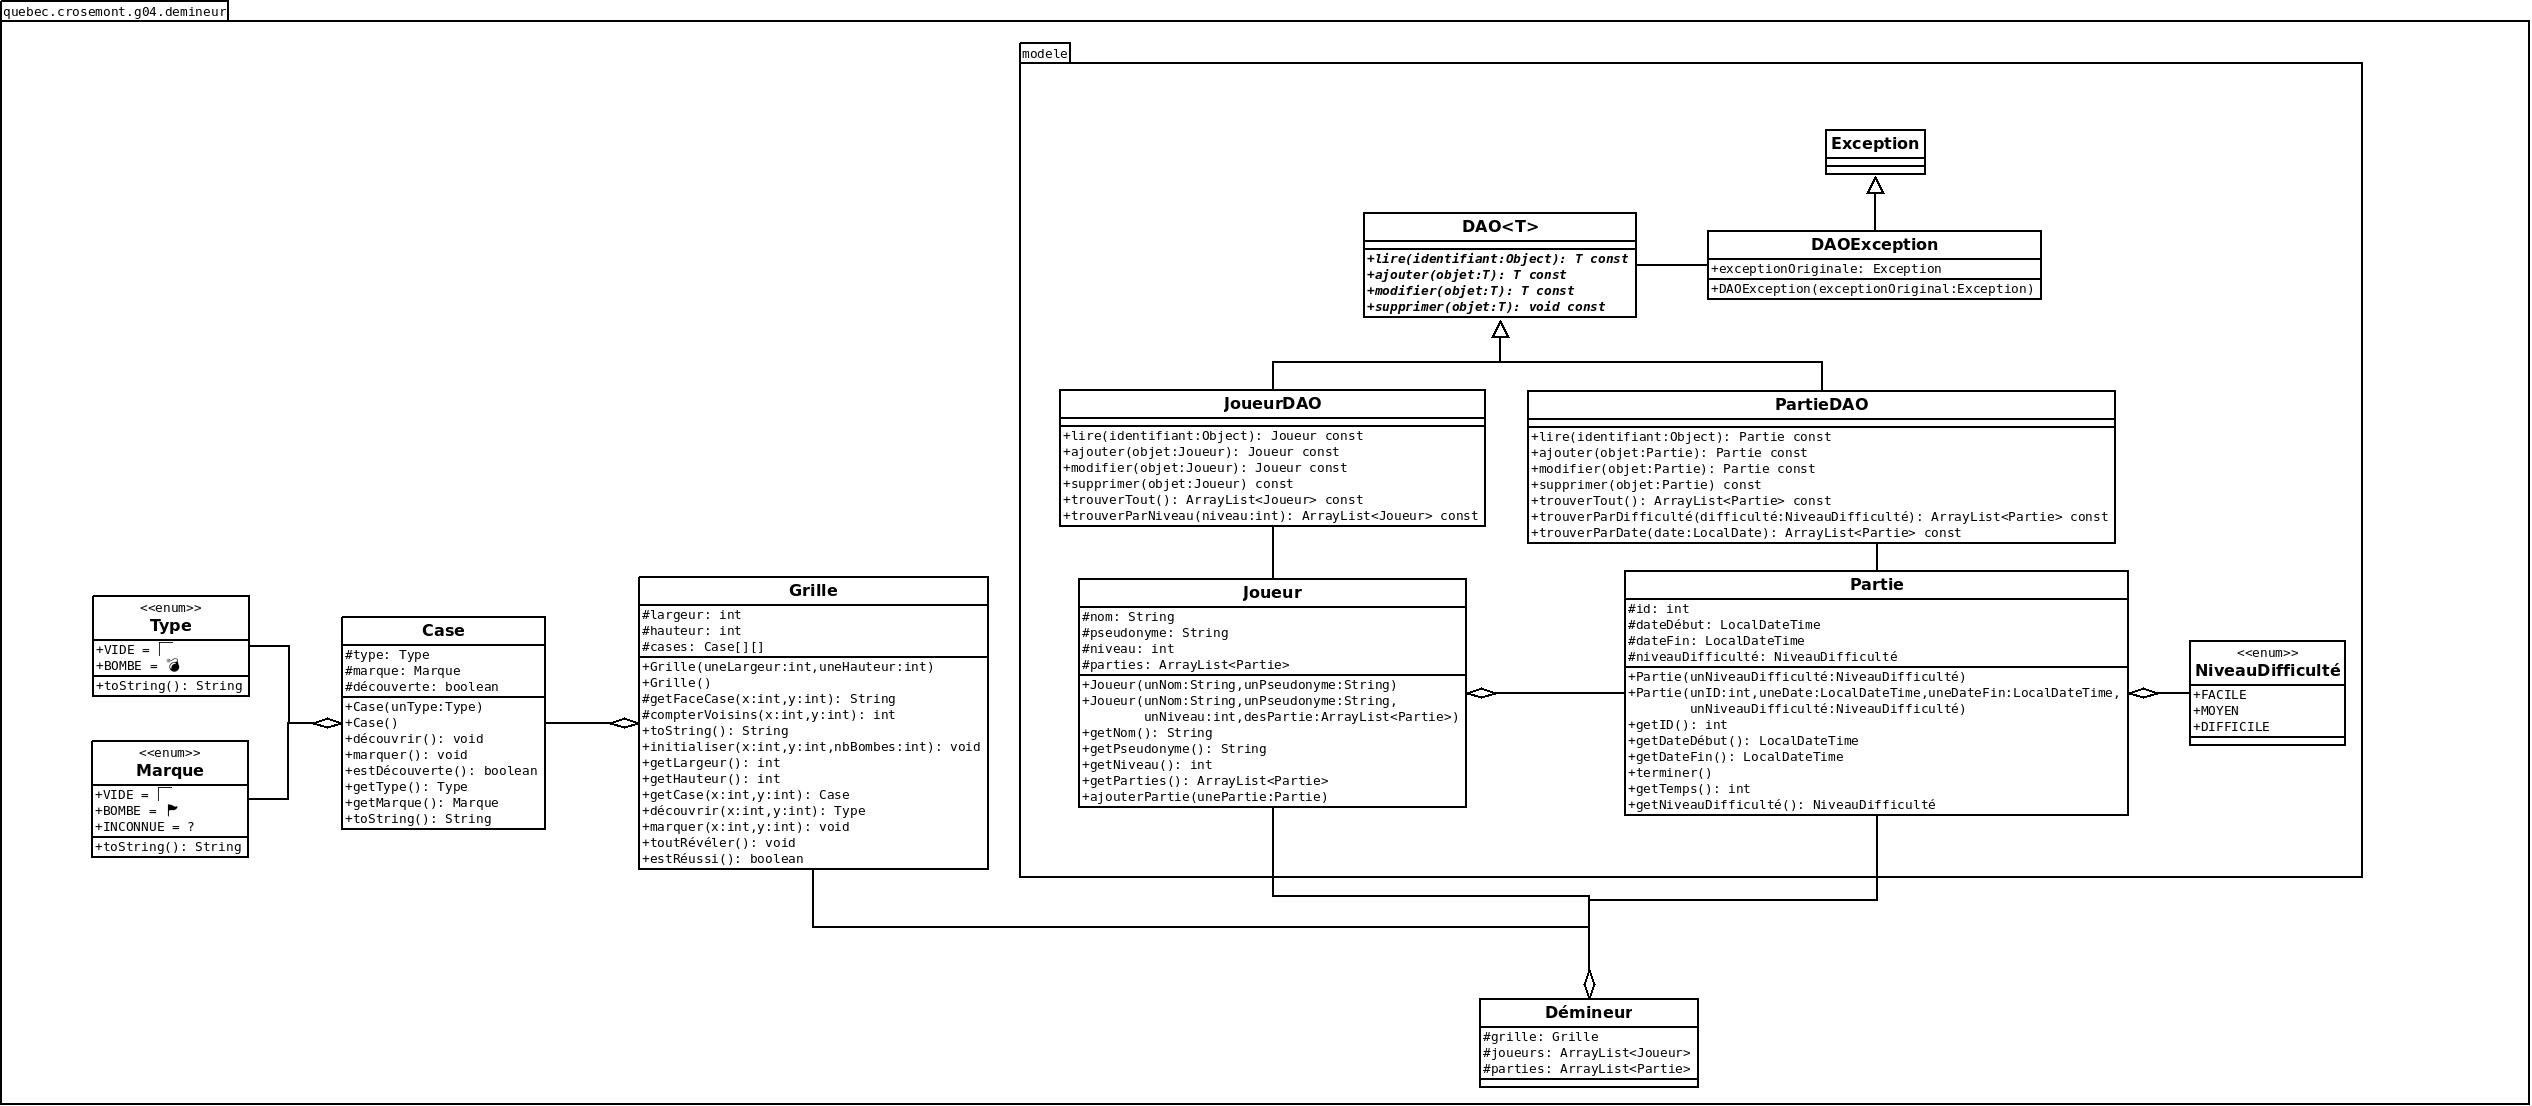 quebec.crosemont.g04.demineur
modele
Exception
DAO<T>
+lire(identifiant:Object): T const
+ajouter(objet:T): T const
+modifier(objet:T): T const
+supprimer(objet:T): void const
DAOException
+exceptionOriginale: Exception
+DAOException(exceptionOriginal:Exception)
JoueurDAO
+lire(identifiant:Object): Joueur const
+ajouter(objet:Joueur): Joueur const
+modifier(objet:Joueur): Joueur const
+supprimer(objet:Joueur) const
+trouverTout(): ArrayList<Joueur> const
+trouverParNiveau(niveau:int): ArrayList<Joueur> const
PartieDAO
+lire(identifiant:Object): Partie const
+ajouter(objet:Partie): Partie const
+modifier(objet:Partie): Partie const
+supprimer(objet:Partie) const
+trouverTout(): ArrayList<Partie> const
+trouverParDifficulté(difficulté:NiveauDifficulté): ArrayList<Partie> const
+trouverParDate(date:LocalDate): ArrayList<Partie> const
<<enum>>
Type
+VIDE =
+BOMBE = 💣
+toString(): String
<<enum>>
Marque
+VIDE =
+BOMBE = ⚑
+INCONNUE = ?
+toString(): String
Case
#type: Type
#marque: Marque
#découverte: boolean
+Case(unType:Type)
+Case()
+découvrir(): void
+marquer(): void
+estDécouverte(): boolean
+getType(): Type
+getMarque(): Marque
+toString(): String
Grille
#largeur: int
#hauteur: int
#cases: Case[][]
+Grille(uneLargeur:int,uneHauteur:int)
+Grille()
#getFaceCase(x:int,y:int): String
#compterVoisins(x:int,y:int): int
+toString(): String
+initialiser(x:int,y:int,nbBombes:int): void
+getLargeur(): int
+getHauteur(): int
+getCase(x:int,y:int): Case
+découvrir(x:int,y:int): Type
+marquer(x:int,y:int): void
+toutRévéler(): void
+estRéussi(): boolean
Joueur
#nom: String
#pseudonyme: String
#niveau: int
#parties: ArrayList<Partie>
+Joueur(unNom:String,unPseudonyme:String)
+Joueur(unNom:String,unPseudonyme:String,
unNiveau:int,desPartie:ArrayList<Partie>)
+getNom(): String
+getPseudonyme(): String
+getNiveau(): int
+getParties(): ArrayList<Partie>
+ajouterPartie(unePartie:Partie)
Partie
#id: int
#dateDébut: LocalDateTime
#dateFin: LocalDateTime
#niveauDifficulté: NiveauDifficulté
+Partie(unNiveauDifficulté:NiveauDifficulté)
+Partie(unID:int,uneDate:LocalDateTime,uneDateFin:LocalDateTime,
unNiveauDifficulté:NiveauDifficulté)
+getID(): int
+getDateDébut(): LocalDateTime
+getDateFin(): LocalDateTime
+terminer()
+getTemps(): int
+getNiveauDifficulté(): NiveauDifficulté
<<enum>>
NiveauDifficulté
+FACILE
+MOYEN
+DIFFICILE
Démineur
#grille: Grille
#joueurs: ArrayList<Joueur>
#parties: ArrayList<Partie>